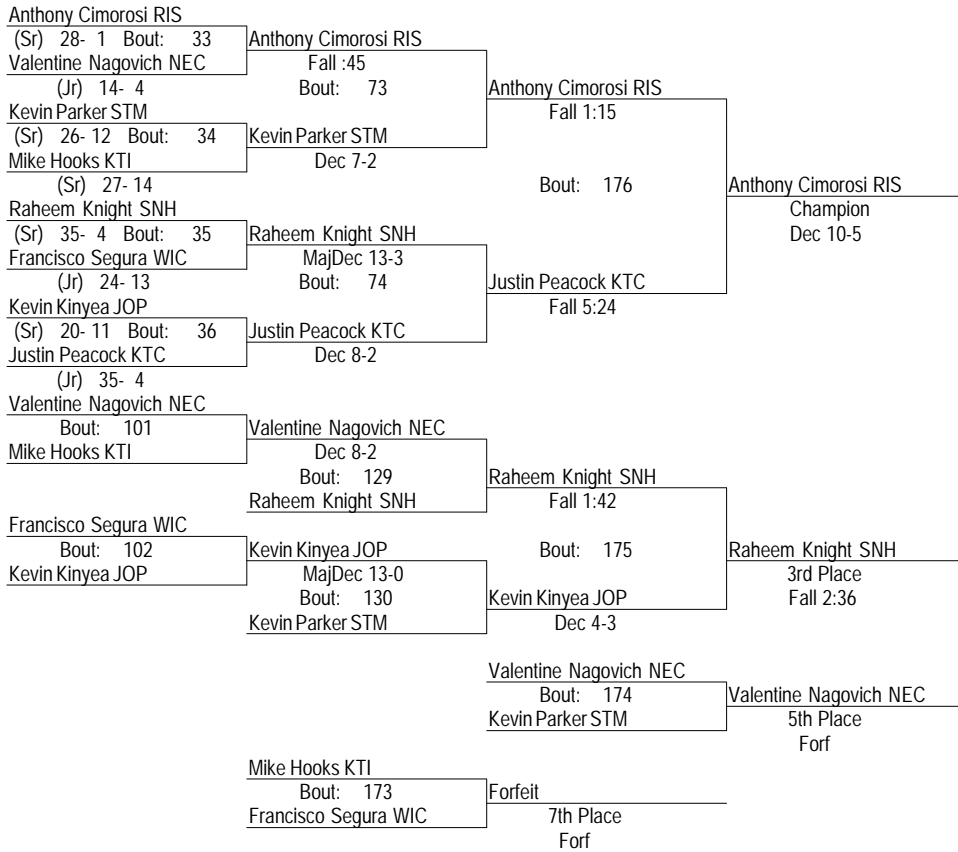 Anthony Cimorosi RIS
(Sr) 28- 1 Bout: 33 Anthony Cimorosi RIS
Valentine Nagovich NEC Fall :45
(Jr) 14- 4 Bout: 73 Anthony Cimorosi RIS
Kevin Parker STM Fall 1:15
(Sr) 26- 12 Bout: 34 Kevin Parker STM
Mike Hooks KTI Dec 7-2
(Sr) 27- 14 Bout: 176 Anthony Cimorosi RIS
Raheem Knight SNH Champion
(Sr) 35- 4 Bout: 35 Raheem Knight SNH Dec 10-5
Francisco Segura WIC MajDec 13-3
(Jr) 24- 13 Bout: 74 Justin Peacock KTC
Kevin Kinyea JOP Fall 5:24
(Sr) 20- 11 Bout: 36 Justin Peacock KTC
Justin Peacock KTC Dec 8-2
(Jr) 35- 4
Valentine Nagovich NEC
Bout: 101 Valentine Nagovich NEC
Mike Hooks KTI Dec 8-2
Bout: 129 Raheem Knight SNH
Raheem Knight SNH Fall 1:42
Francisco Segura WIC
Bout: 102 Kevin Kinyea JOP Bout: 175 Raheem Knight SNH
Kevin Kinyea JOP MajDec 13-0 3rd Place
Bout: 130 Kevin Kinyea JOP Fall 2:36
Kevin Parker STM Dec 4-3
Valentine Nagovich NEC
Bout: 174 Valentine Nagovich NEC
Kevin Parker STM 5th Place
Forf
Mike Hooks KTI
Bout: 173 Forfeit
Francisco Segura WIC 7th Place
Forf